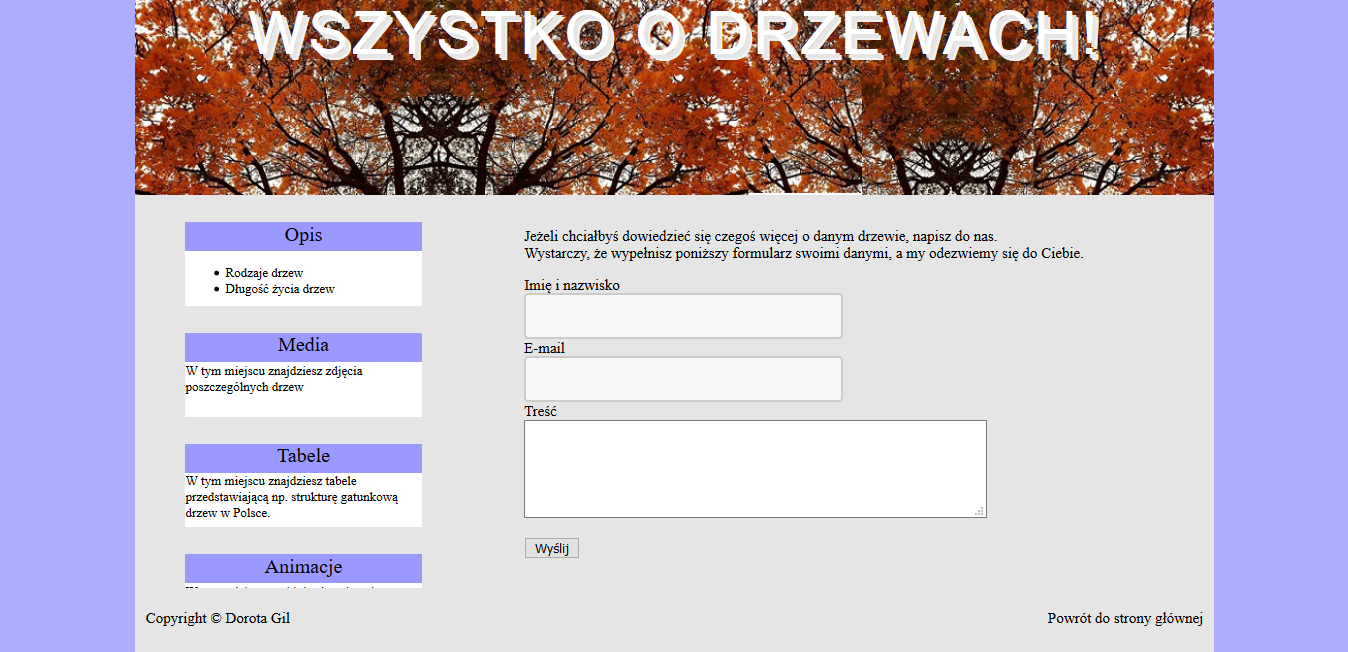 WSZYSTKO O DRZEWACH!
Opis
Rodzaje drzew
Długość życia drzew
Media
W tym miejscu znajdziesz zdjęcia
poszczególnych drzew
Tabele
W tym miejscu znajdziesz tabele
przedstawiającą np. strukturę gatunkową
drzew w Polsce.
Animacje
Jeżeli chciałbyś dowiedzieć się czegoś więcej o danym drzewie, napisz do nas.
Wystarczy, że wypełnisz poniższy formularz swoimi danymi, a my odezwiemy się do Ciebie.
Imię i nazwisko
E-mail
Treść
Wyślij
Copyright © Dorota Gil
Powrót do strony głównej